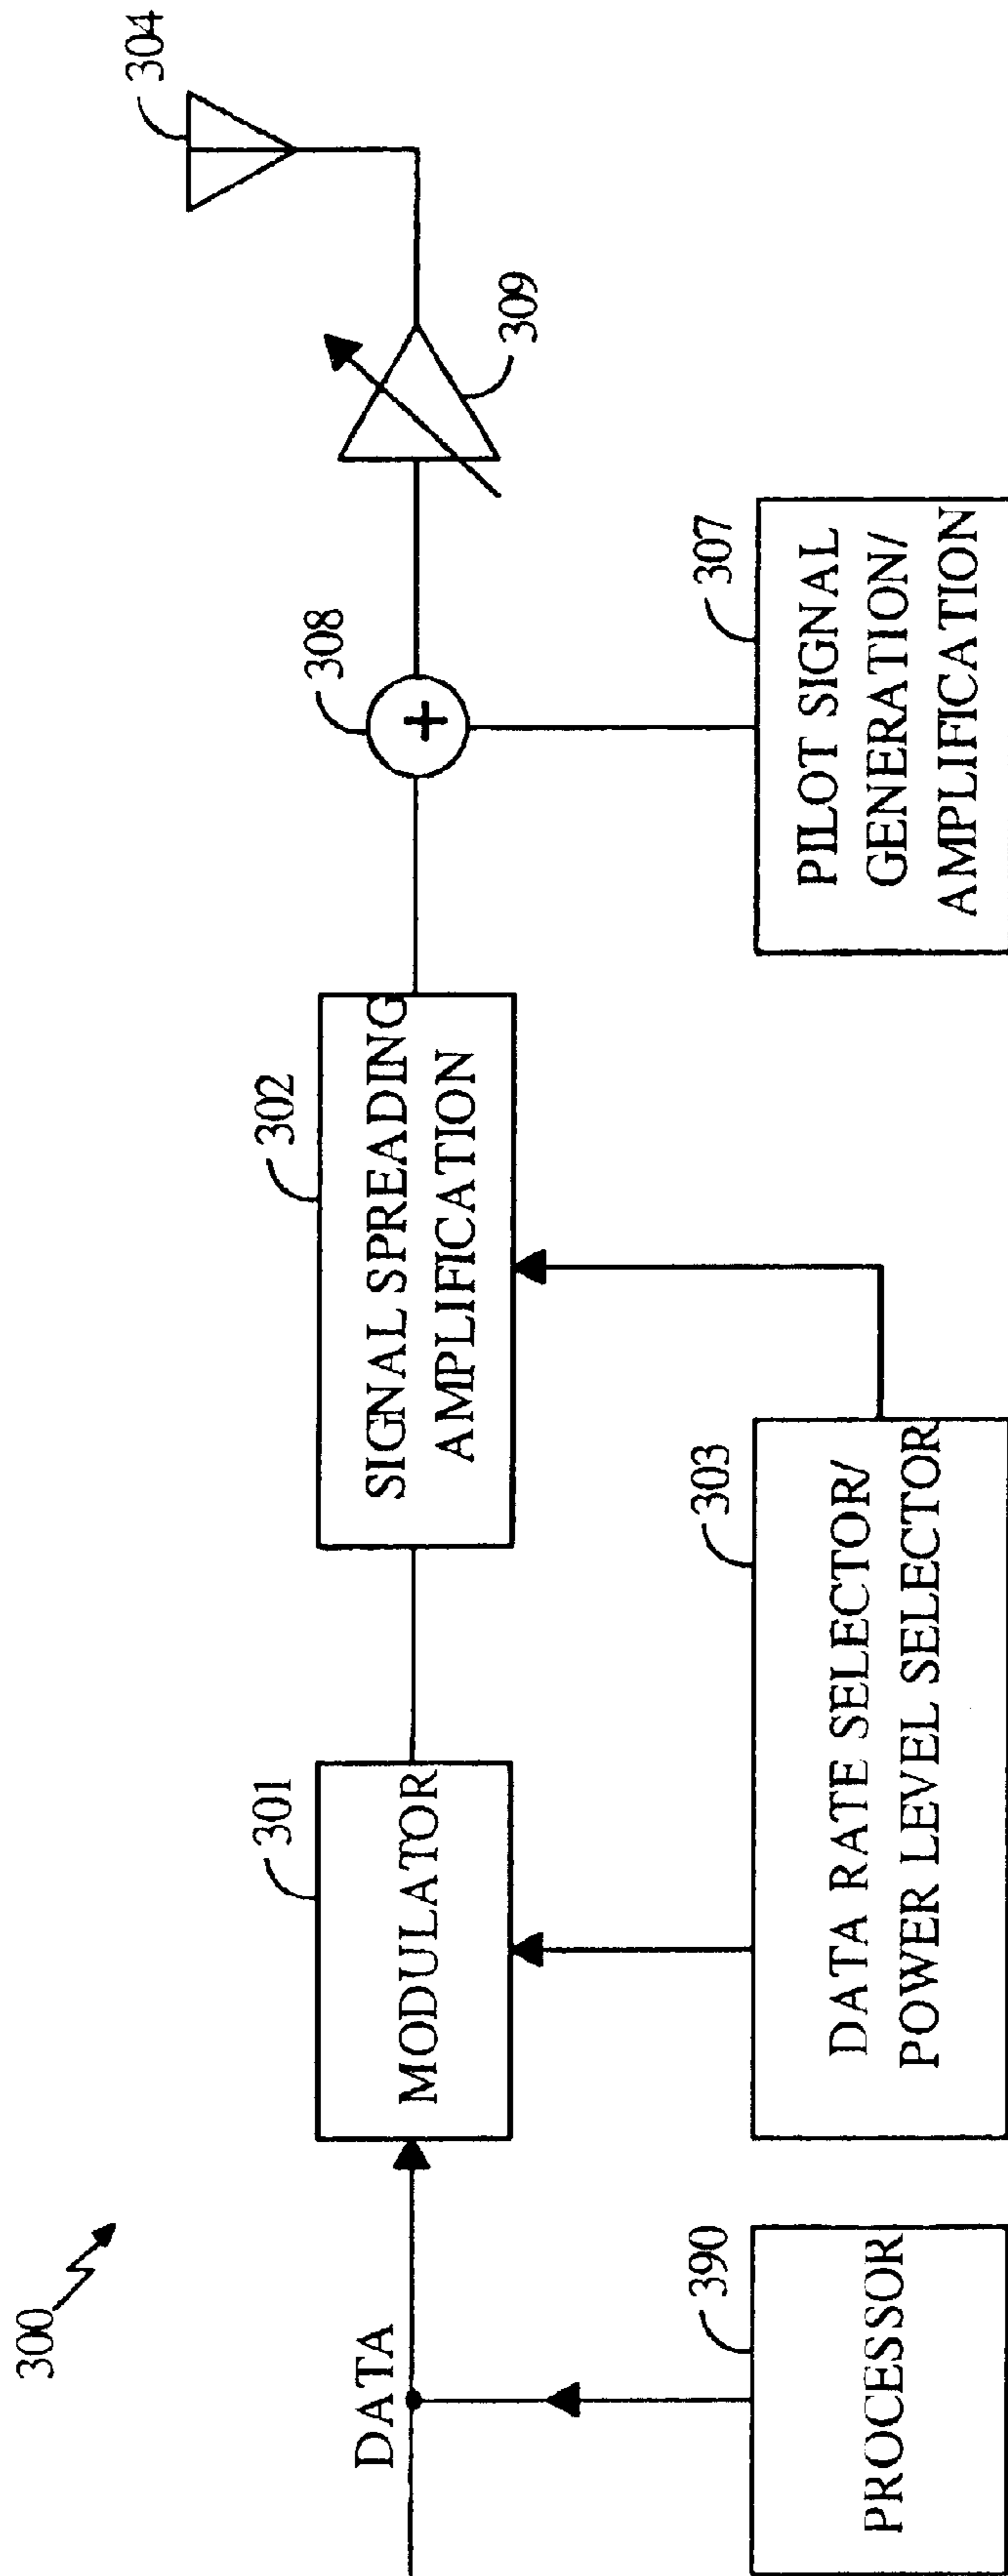 300
DATA
390
PROCESSOR
301
MODULATOR
303
DATA RATE SELECTOR/
POWER LEVEL SELECTOR
302
SIGNAL SPREADING
AMPLIFICATION
308
+
307
PILOT SIGNAL
GENERATION/
AMPLIFICATION
309
304